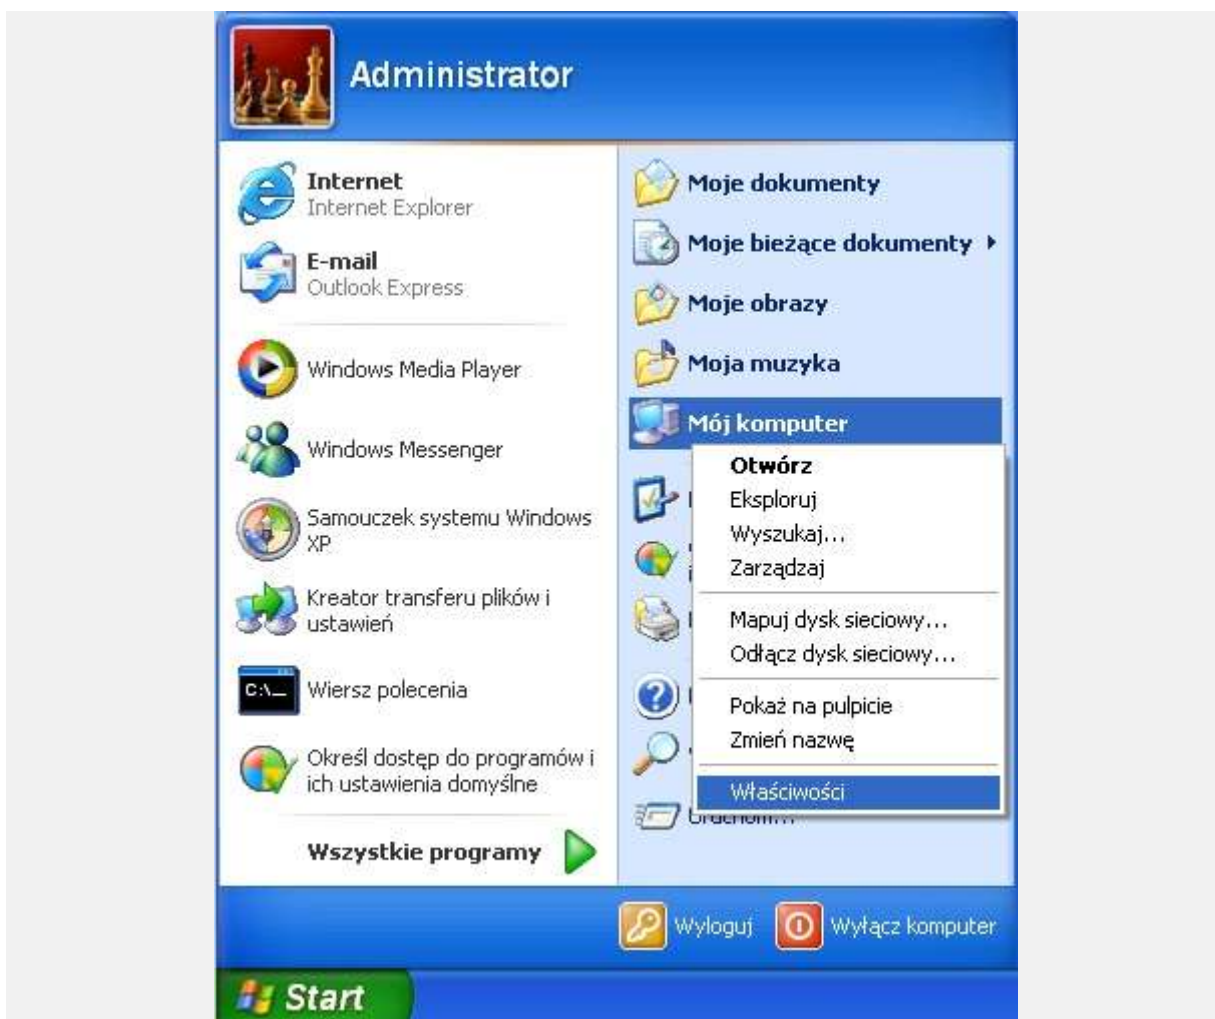 Administrator
Internet
Internet Explorer
E-mail
Outlook Express
Windows Media Player
Windows Messenger
Samouczek systemu Windows
XP
Kreator transferu plików i
ustawień
C:\_
Wiersz polecenia
Określ dostęp do programów i
ich ustawienia domyślne
Wszystkie programy
Moje dokumenty
Moje bieżące dokumenty
Moje obrazy
Moja muzyka
Mój komputer
Otwórz
Eksploruj
Wyszukaj...
Zarządzaj
Mapuj dysk sieciowy...
Odłącz dysk sieciowy...
Pokaż na pulpicie
Zmień nazwę
Właściwości
Uruchom...
Wyloguj
Wyłącz komputer
Start